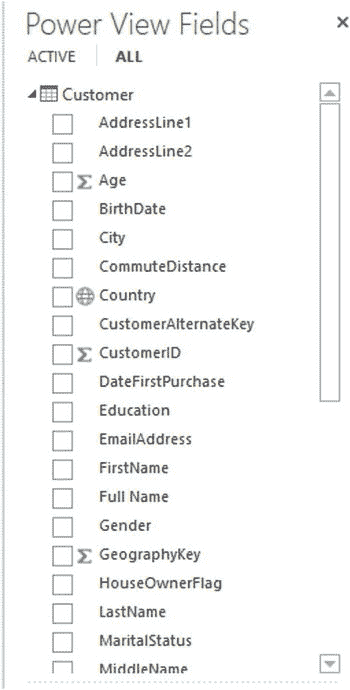 Power View Fields
ACTIVE ALL
Customer
AddressLine1
AddressLine2
Age
BirthDate
City
CommuteDistance
Country
CustomerAlternateKey
CustomerID
DateFirstPurchase
Education
EmailAddress
FirstName
Full Name
Gender
GeographyKey
HouseOwnerFlag
LastName
MaritalStatus
MiddleName